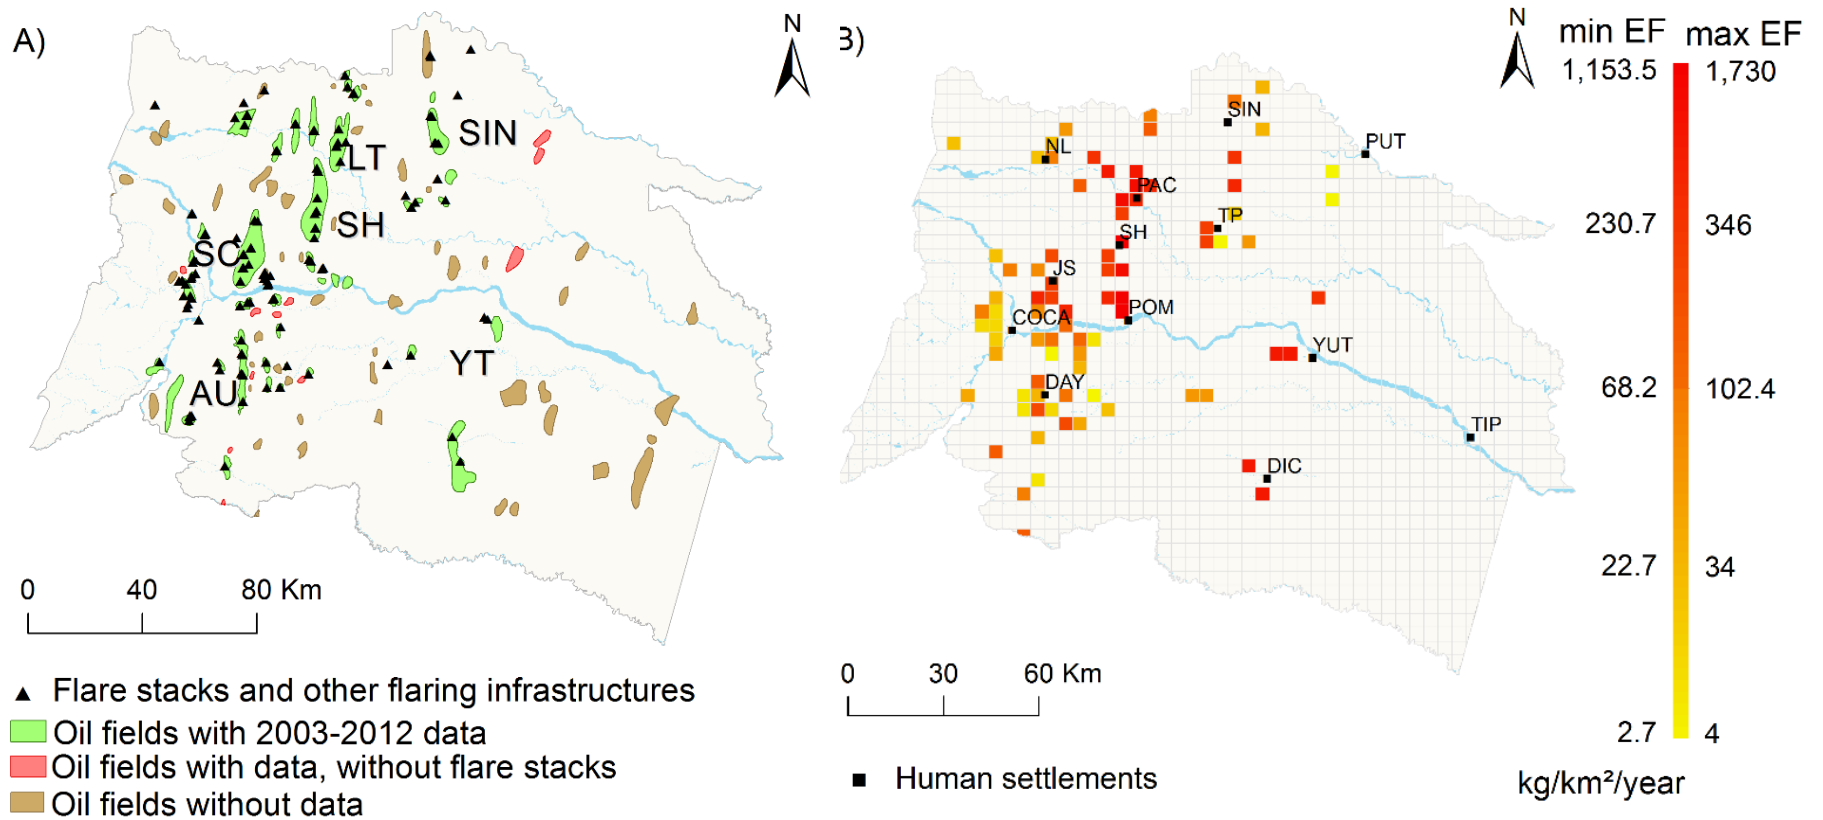 A)
N
SIN
LT
SH
SC
YT
AU
0 40 80 Km
Flare stacks and other flaring infrastructures
Oil fields with 2003-2012 data
Oil fields with data, without flare stacks
Oil fields without data
B)
N
min EF max EF
1,153.5 1,730
230.7 346
68.2 102.4
22.7 34
2.7 4
kg/km²/year
SIN
PUT
NL
PAC
TP
SH
JS
POM
COCA
YUT
DAY
TIP
DIC
0 30 60 Km
Human settlements